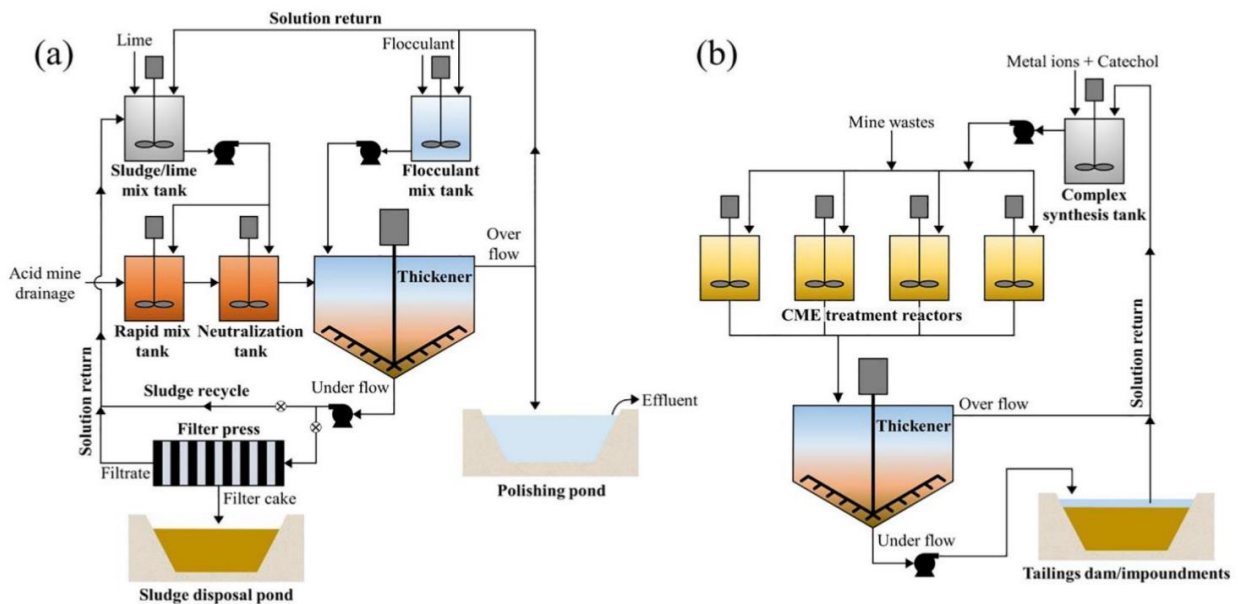 (a)
Solution return
Lime
Flocculant
Sludge/lime
mix tank
Flocculant
mix tank
Acid mine
drainage
Rapid mix
tank
Neutralization
tank
Thickener
Over
flow
Under flow
Sludge recycle
Solution return
Filter press
Filtrate
Filter cake
Sludge disposal pond
Effluent
Polishing pond
(b)
Metal ions + Catechol
Mine wastes
Complex
synthesis tank
CME treatment reactors
Thickener
Over flow
Solution return
Under flow
Tailings dam/impoundments